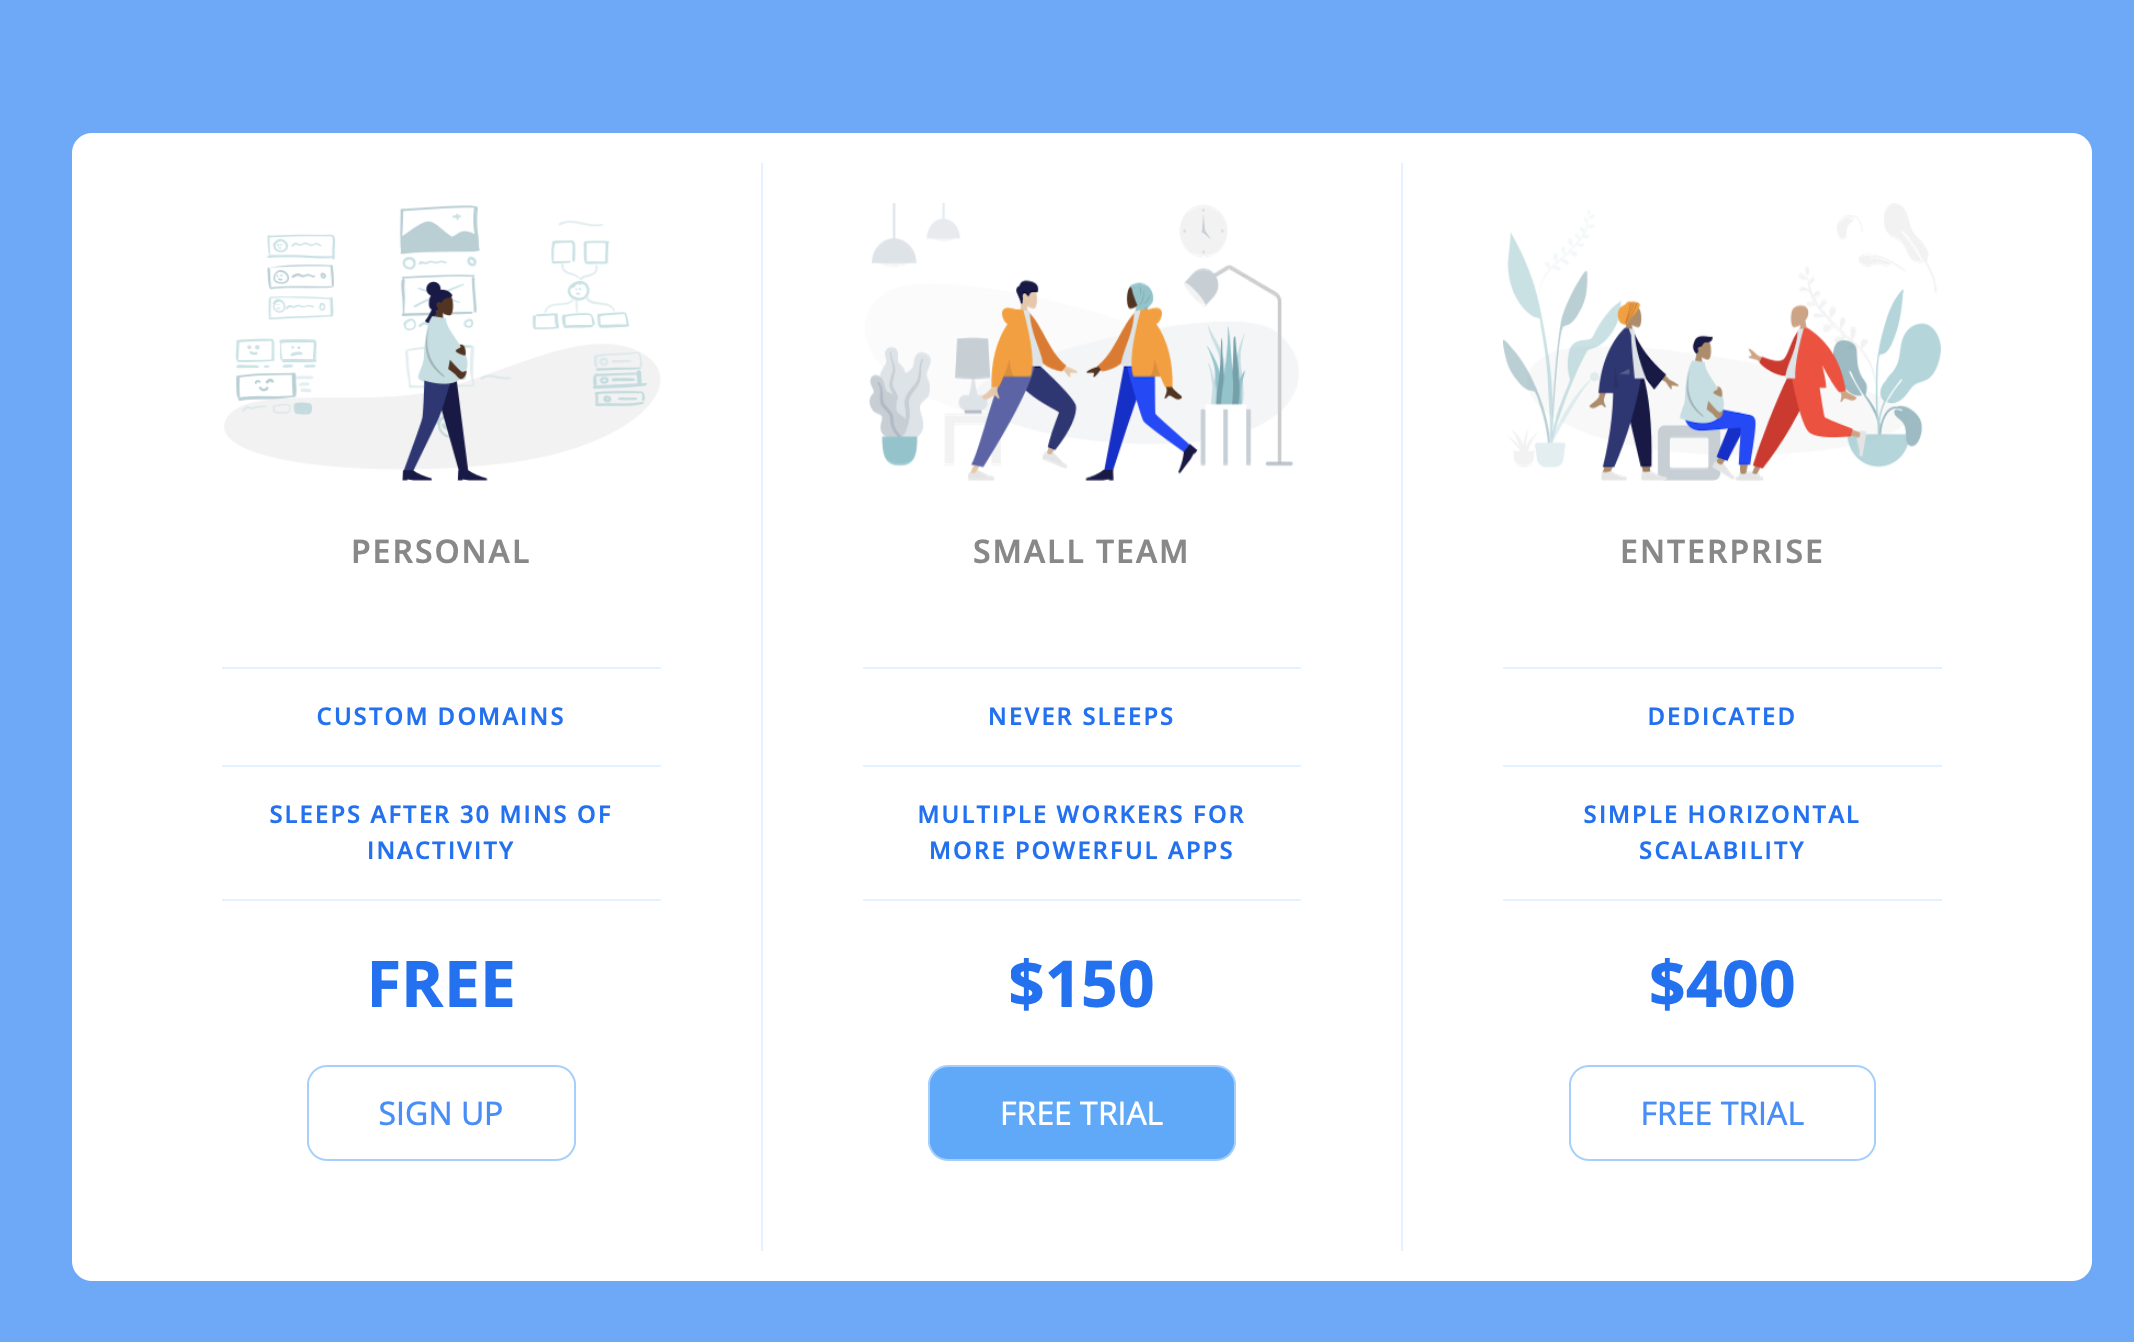 PERSONAL
CUSTOM DOMAINS
SLEEPS AFTER 30 MINS OF
INACTIVITY
FREE
SIGN UP
SMALL TEAM
NEVER SLEEPS
MULTIPLE WORKERS FOR
MORE POWERFUL APPS
$150
FREE TRIAL
ENTERPRISE
DEDICATED
SIMPLE HORIZONTAL
SCALABILITY
$400
FREE TRIAL